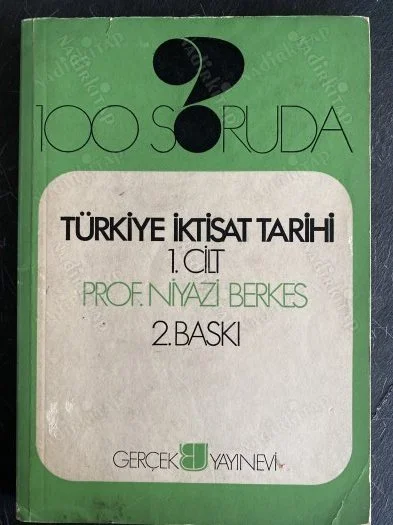 100 SORUDA
TÜRKİYE İKTİSAT TARİHİ
1. CİLT
PROF. NİYAZİ BERKES
2. BASKI
GERÇEK YAYINEVİ